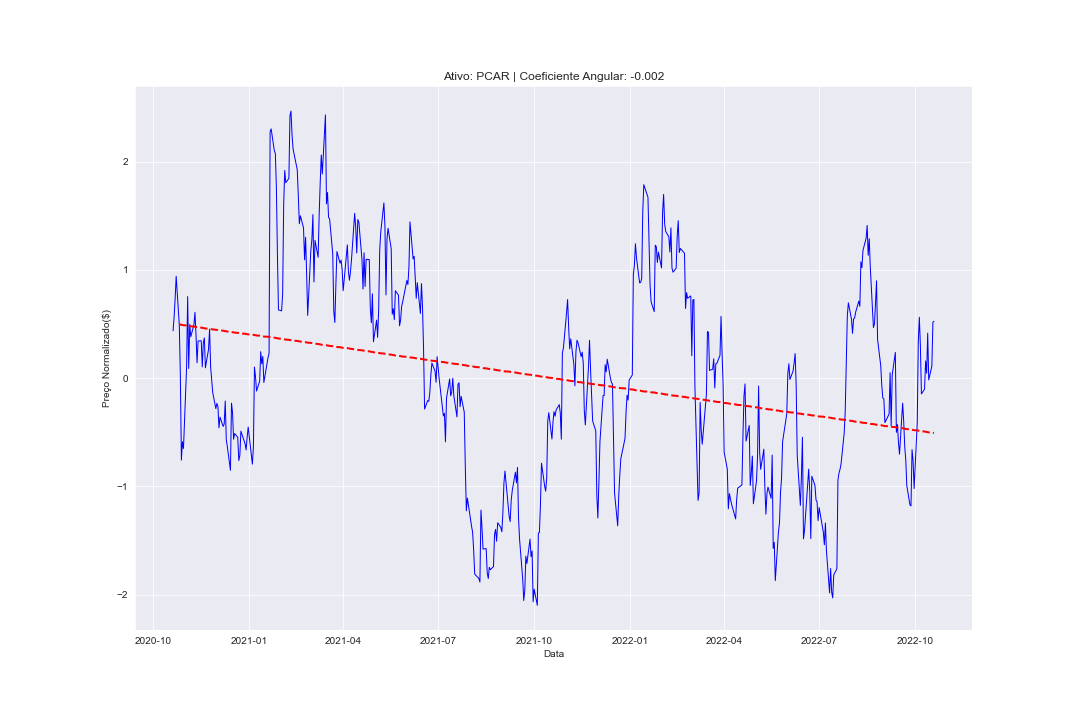 Ativo: PCAR | Coeficiente Angular: -0.002
Preço Normalizado($)
2
1
0
−1
−2
2020-10 2021-01 2021-04 2021-07 2021-10 2022-01 2022-04 2022-07 2022-10
Data